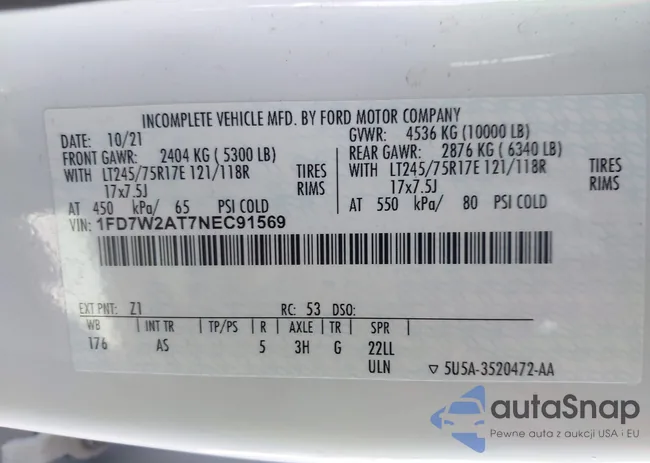 INCOMPLETE VEHICLE MFD. BY FORD MOTOR COMPANY
DATE: 10/21 GVWR: 4536 KG (10000 LB)
FRONT GAWR: 2404 KG ( 5300 LB) REAR GAWR: 2876 KG ( 6340 LB)
WITH LT245/75R17E 121/118R TIRES WITH LT245/75R17E 121/118R TIRES
17x7.5J RIMS 17x7.5J RIMS
AT 450 kPa/ 65 PSI COLD AT 550 kPa/ 80 PSI COLD
VIN: 1FD7W2AT7NEC91569
EXT PNT: Z1 RC: 53 DSO:
WB INT TR TP/PS R AXLE TR SPR
176 AS 5 3H G 22LL
ULN ▽ 5U5A-3520472-AA
autaSnap
Pewne auta z aukcji USA i EU